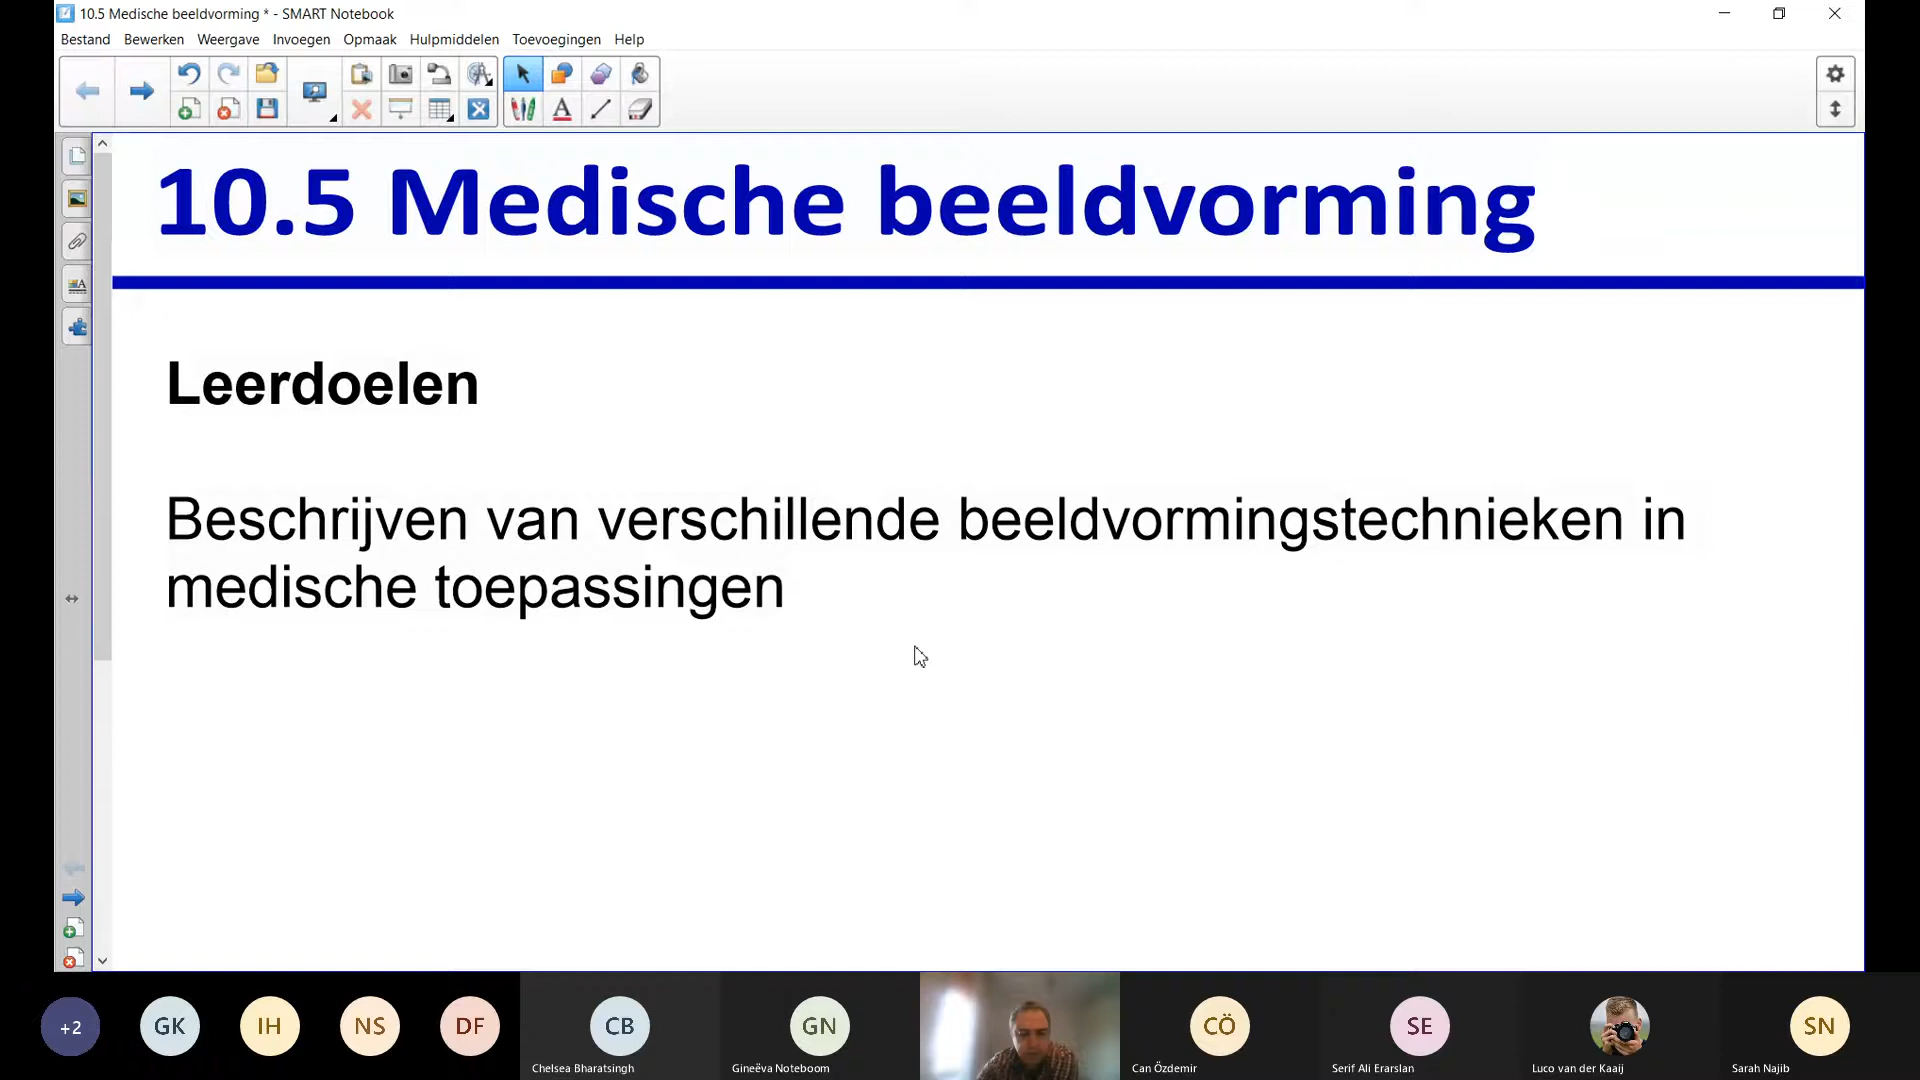 10.5 Medische beeldvorming * - SMART Notebook
Bestand Bewerken Weergave Invoegen Opmaak Hulpmiddelen Toevoegingen Help
10.5 Medische beeldvorming
Leerdoelen
Beschrijven van verschillende beeldvormingstechnieken in
medische toepassingen
+2 GK IH NS DF CB GN CÖ SE SN
Chelsea Bharatsingh Gineëva Noteboom Can Özdemir Serif Ali Erarslan Luco van der Kaaij Sarah Najib